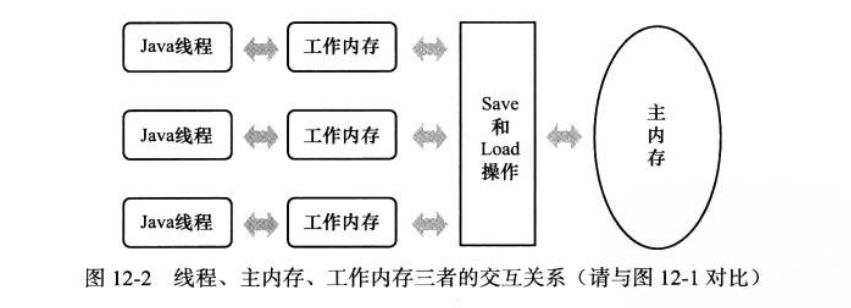 Java线程
工作内存
Java线程
工作内存
Java线程
工作内存
Save
和
Load
操作
主
内
存
图 12-2 线程、主内存、工作内存三者的交互关系（请与图 12-1 对比）